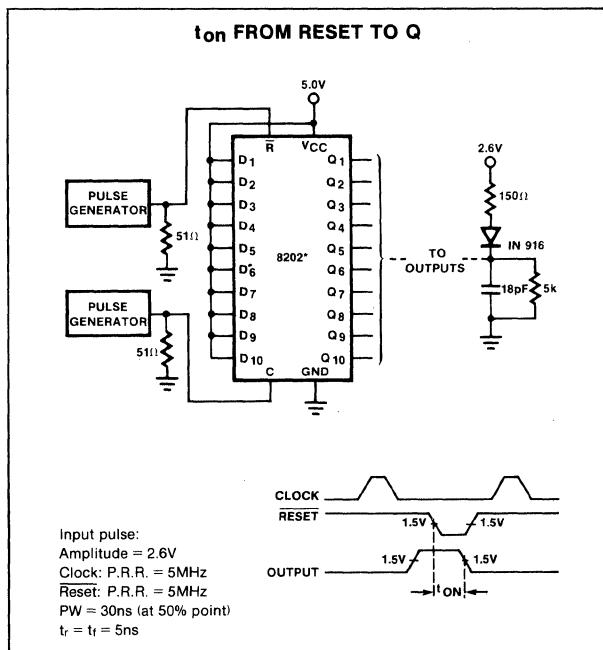 ton FROM RESET TO Q
5.0V
R VCC
D1 Q1
D2 Q2
D3 Q3
D4 Q4
D5 Q5
D6 Q6
D7 Q7
D8 Q8
D9 Q9
D10 Q10
8202*
C GND
PULSE
GENERATOR
51Ω
PULSE
GENERATOR
51Ω
2.6V
150Ω
IN 916
TO
OUTPUTS
18pF 5k
CLOCK
RESET
1.5V 1.5V
1.5V 1.5V
OUTPUT
tON
Input pulse:
Amplitude = 2.6V
Clock: P.R.R. = 5MHz
Reset: P.R.R. = 5MHz
PW = 30ns (at 50% point)
tr = tf = 5ns